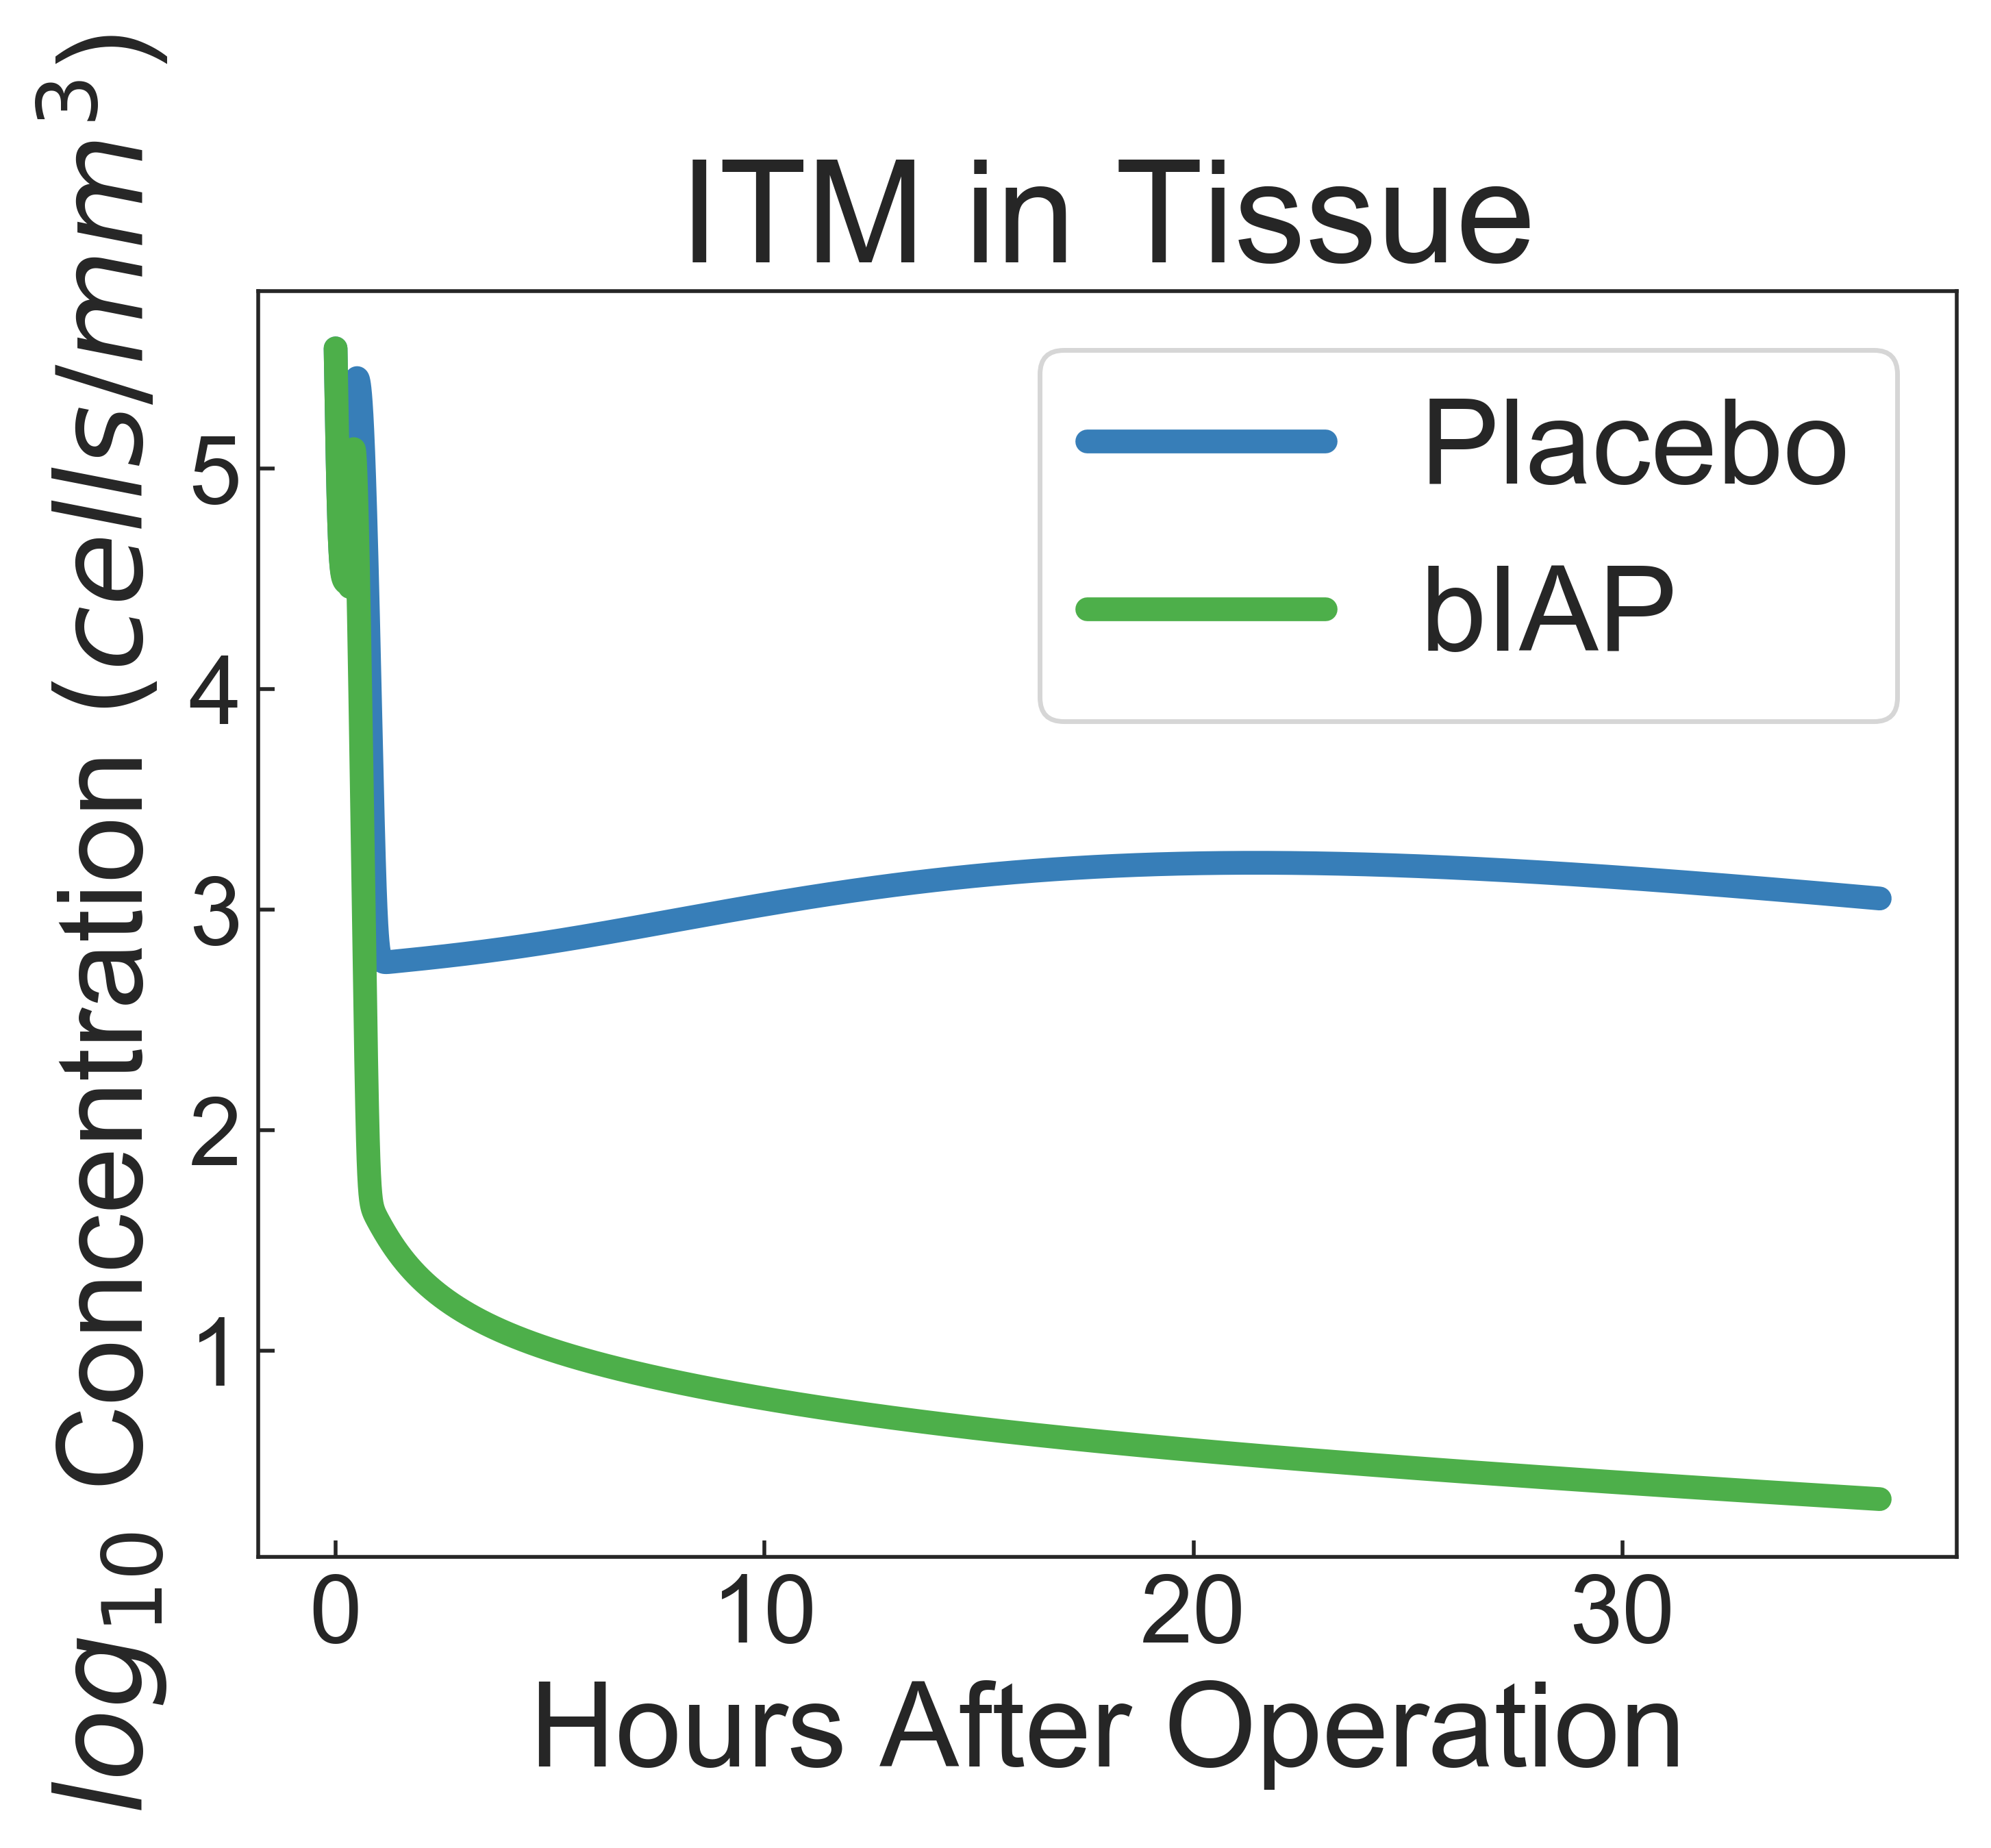 ITM in Tissue
log₁₀ Concentration (cells/mm³)
5
4
3
2
1
Placebo
bIAP
0 10 20 30
Hours After Operation